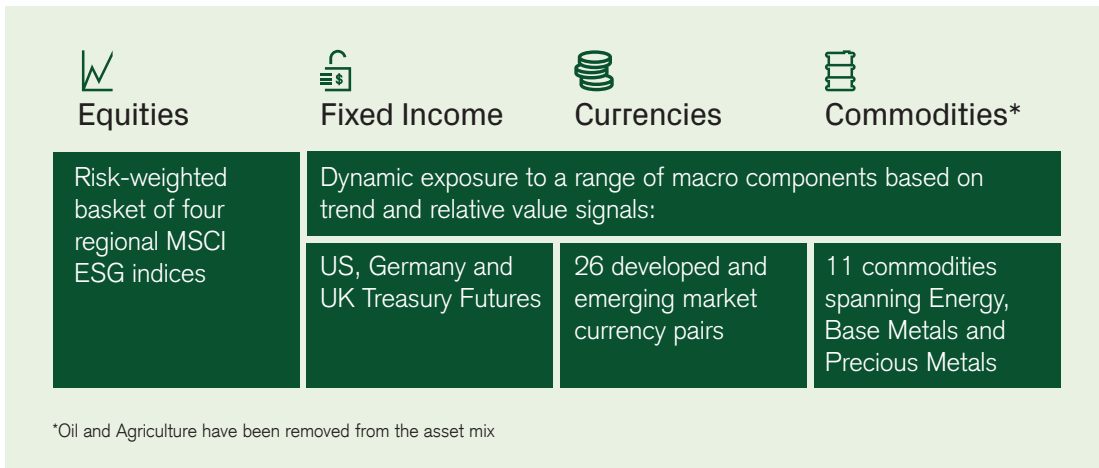 Equities
Risk-weighted
basket of four
regional MSCI
ESG indices
Fixed Income
Currencies
Commodities*
Dynamic exposure to a range of macro components based on
trend and relative value signals:
US, Germany and
UK Treasury Futures
26 developed and
emerging market
currency pairs
11 commodities
spanning Energy,
Base Metals and
Precious Metals
*Oil and Agriculture have been removed from the asset mix
$